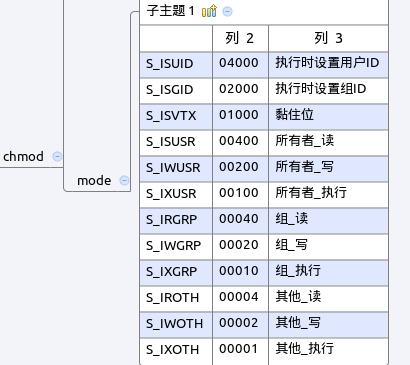 子主题 1
列 2 列 3
S_ISUID 04000 执行时设置用户ID
S_ISGID 02000 执行时设置组ID
S_ISVTX 01000 黏住位
S_ISUSR 00400 所有者_读
S_IWUSR 00200 所有者_写
S_IXUSR 00100 所有者_执行
S_IRGRP 00040 组_读
S_IWGRP 00020 组_写
S_IXGRP 00010 组_执行
S_IROTH 00004 其他_读
S_IWOTH 00002 其他_写
S_IXOTH 00001 其他_执行
chmod
mode